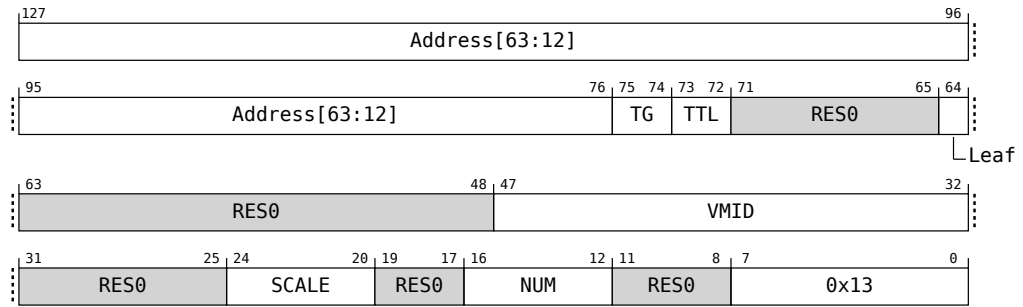 127 96
Address[63:12]
95 76 75 74 73 72 71 65 64
Address[63:12] TG TTL RES0
Leaf
63 48 47 32
RES0 VMID
31 25 24 20 19 17 16 12 11 8 7 0
RES0 SCALE RES0 NUM RES0 0x13